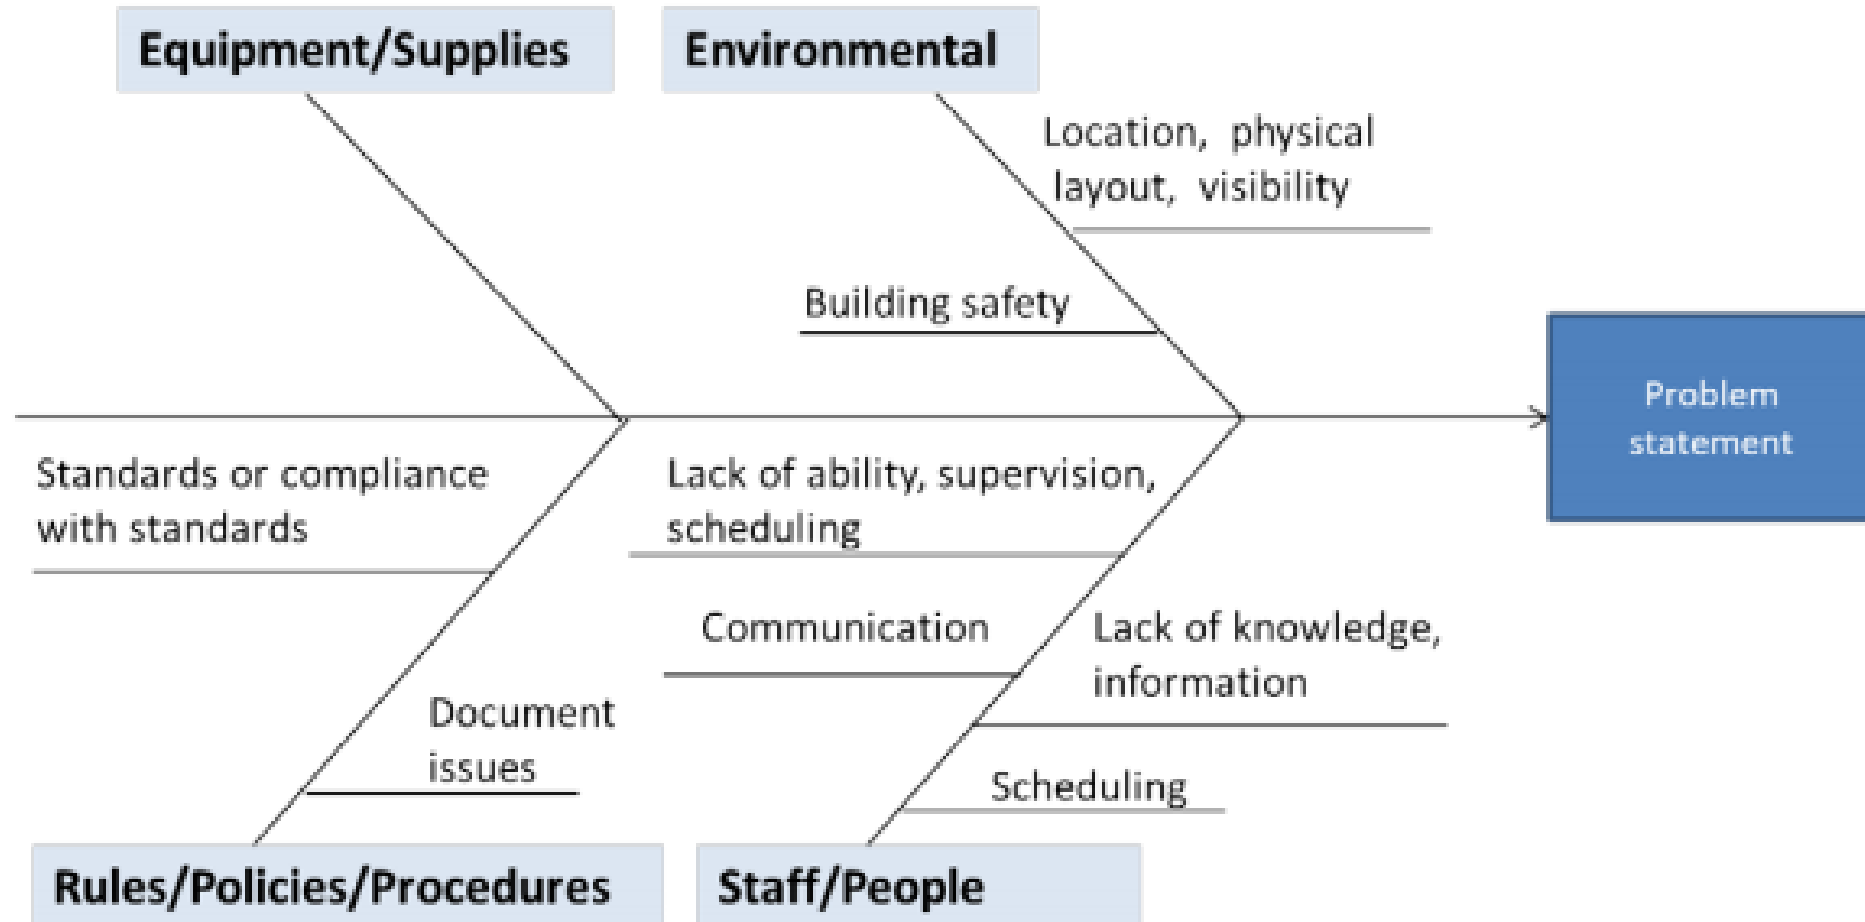 Equipment/Supplies
Environmental
Location, physical
layout, visibility
Building safety
Problem
statement
Standards or compliance
with standards
Lack of ability, supervision,
scheduling
Communication
Lack of knowledge,
information
Document
issues
Scheduling
Rules/Policies/Procedures
Staff/People